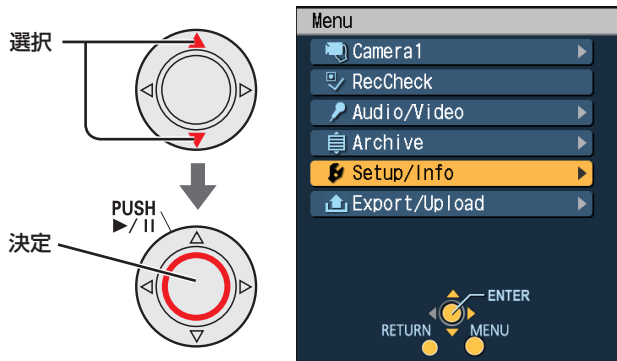 選択
PUSH
►/II
決定
Menu
Camera1
RecCheck
Audio/Video
Archive
Setup/Info
Export/Upload
ENTER
RETURN
MENU